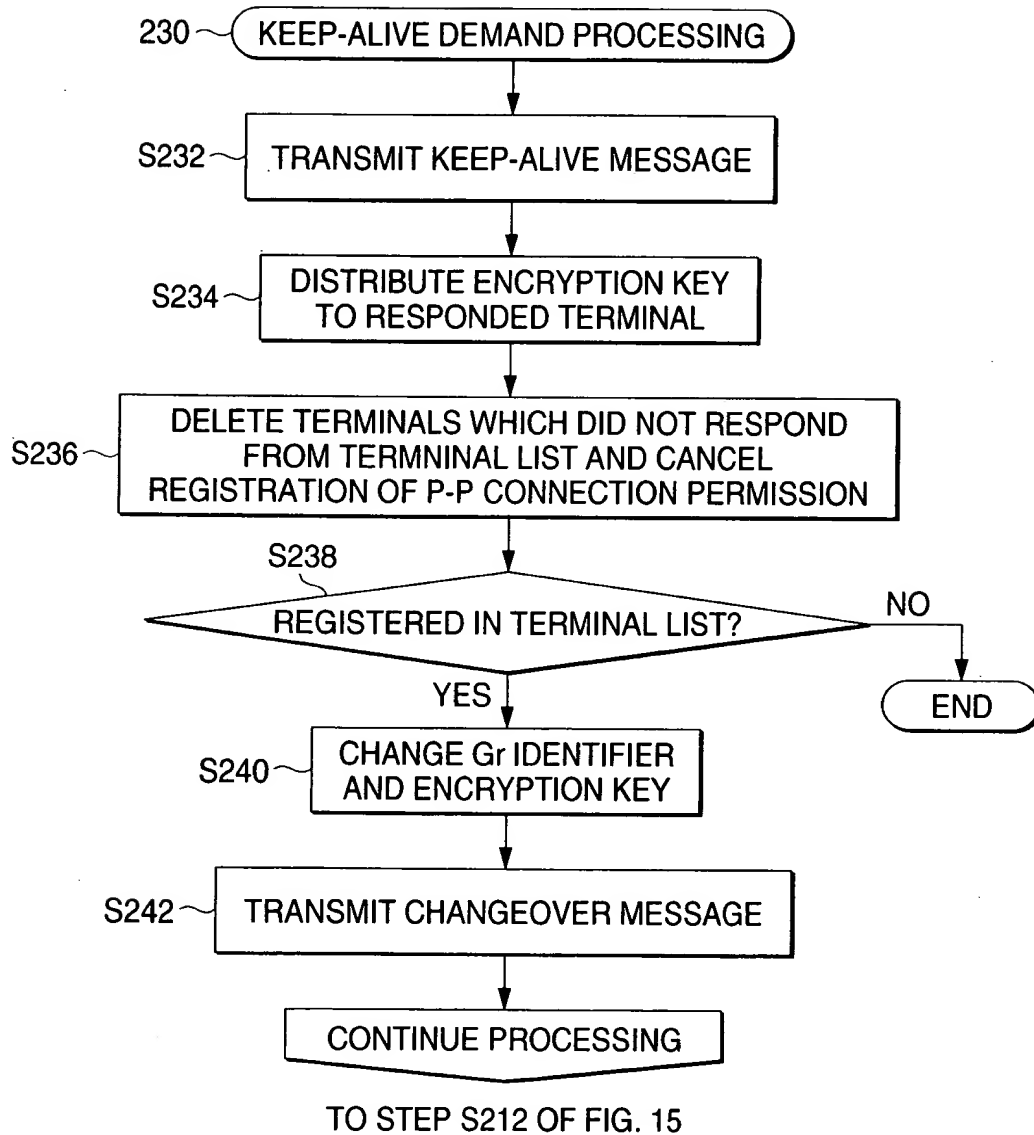 230
KEEP-ALIVE DEMAND PROCESSING
S232
TRANSMIT KEEP-ALIVE MESSAGE
S234
DISTRIBUTE ENCRYPTION KEY
TO RESPONDED TERMINAL
S236
DELETE TERMINALS WHICH DID NOT RESPOND
FROM TERMNINAL LIST AND CANCEL
REGISTRATION OF P-P CONNECTION PERMISSION
S238
REGISTERED IN TERMINAL LIST?
NO
END
YES
S240
CHANGE Gr IDENTIFIER
AND ENCRYPTION KEY
S242
TRANSMIT CHANGEOVER MESSAGE
CONTINUE PROCESSING
TO STEP S212 OF FIG. 15